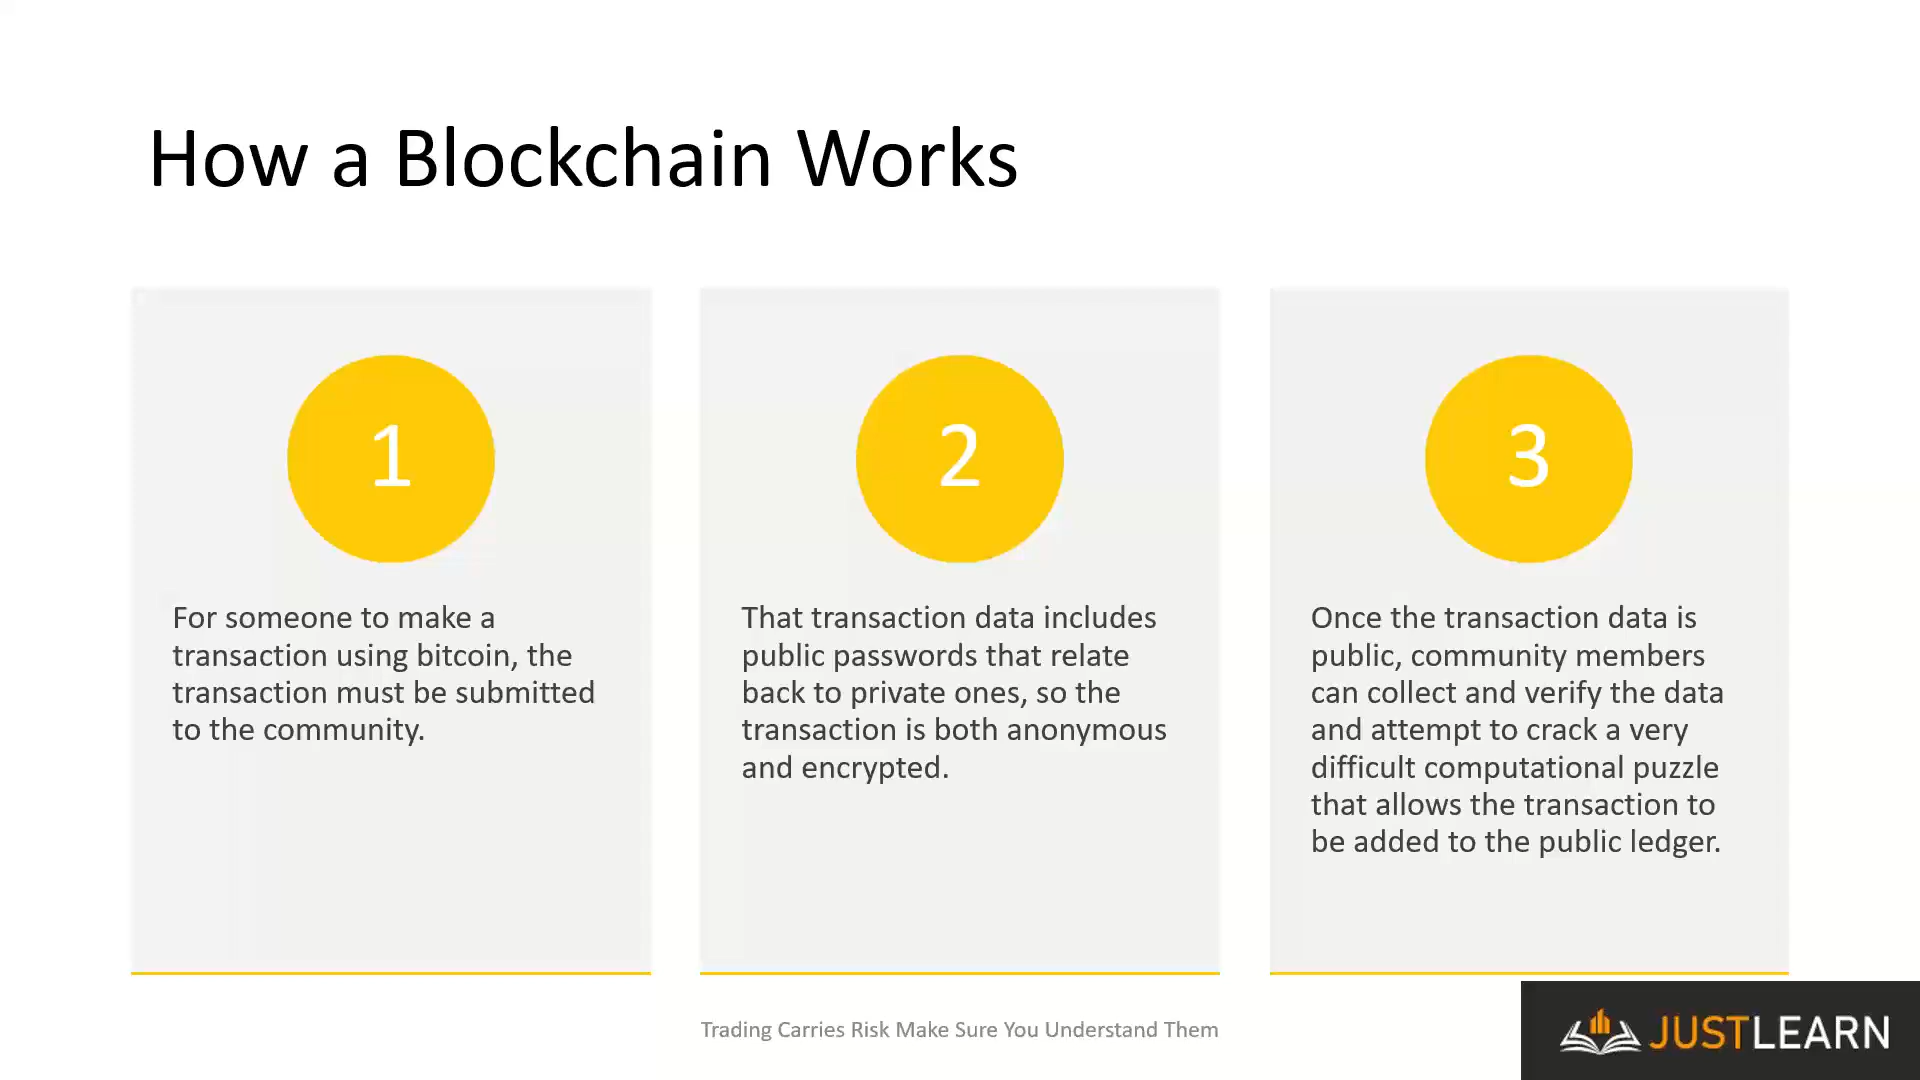 How a Blockchain Works
1
For someone to make a
transaction using bitcoin, the
transaction must be submitted
to the community.
2
That transaction data includes
public passwords that relate
back to private ones, so the
transaction is both anonymous
and encrypted.
3
Once the transaction data is
public, community members
can collect and verify the data
and attempt to crack a very
difficult computational puzzle
that allows the transaction to
be added to the public ledger.
Trading Carries Risk Make Sure You Understand Them
JUSTLEARN